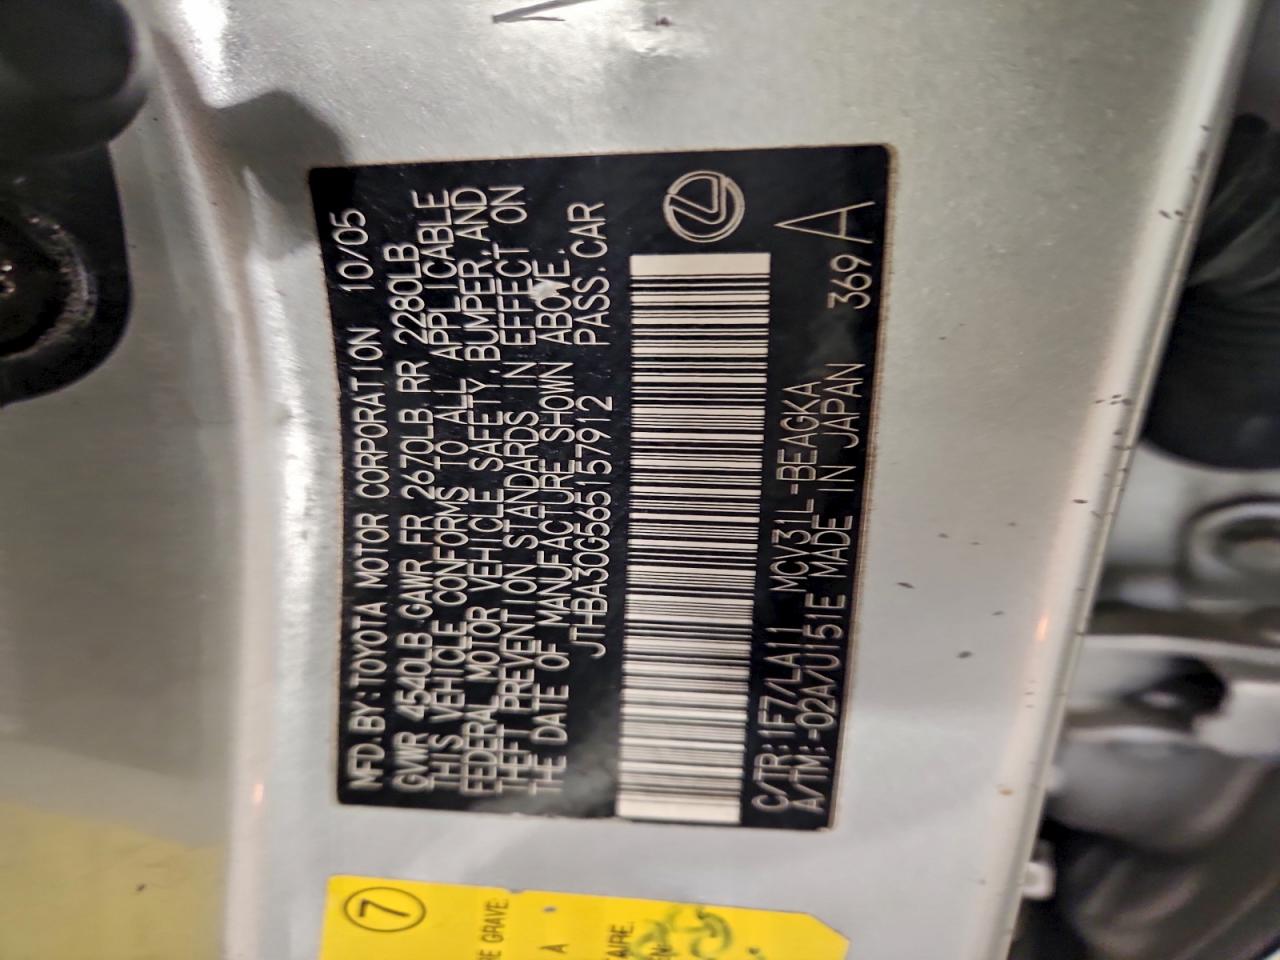 MFD. BY: TOYOTA MOTOR CORPORATION 10/05
GVWR 4540LB GAWR FR 2670LB RR 2280LB
THIS VEHICLE CONFORMS TO ALL APPLICABLE
FEDERAL MOTOR VEHICLE SAFETY, BUMPER, AND
THEFT PREVENTION STANDARDS IN EFFECT ON
THE DATE OF MANUFACTURE SHOWN ABOVE.
JTHBA30G565157912 PASS. CAR
C/TR: 1F7/LA11 MCV31L-BEAGKA 369 A
A/TM: -02A/U151E MADE IN JAPAN
7
RE GRAVE
A